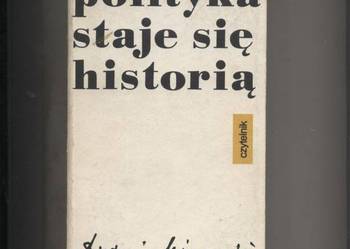 polityka
staje się
historią
czytelnik